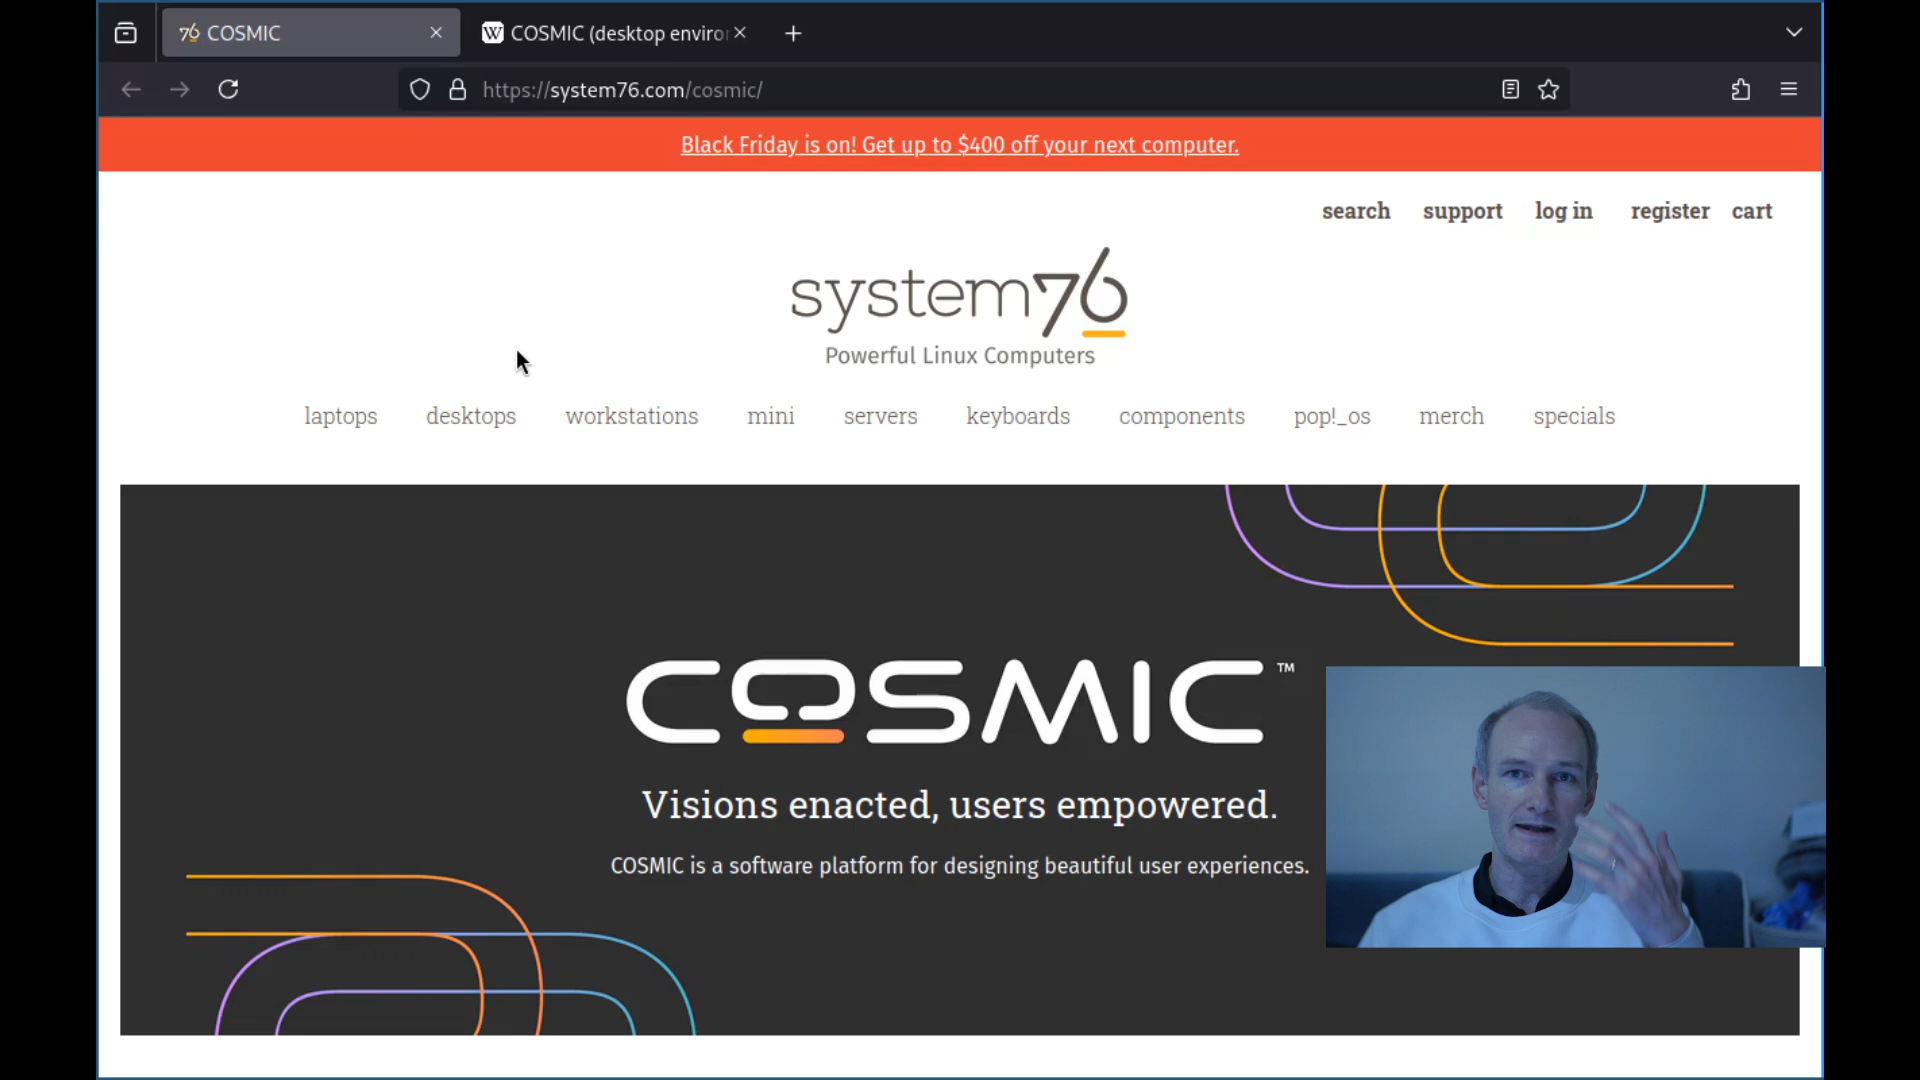 76 COSMIC
W COSMIC (desktop enviro
https://system76.com/cosmic/
Black Friday is on! Get up to $400 off your next computer.
search support log in register cart
system76
Powerful Linux Computers
laptops desktops workstations mini servers keyboards components pop!_os merch specials
COSMIC™
Visions enacted, users empowered.
COSMIC is a software platform for designing beautiful user experiences.